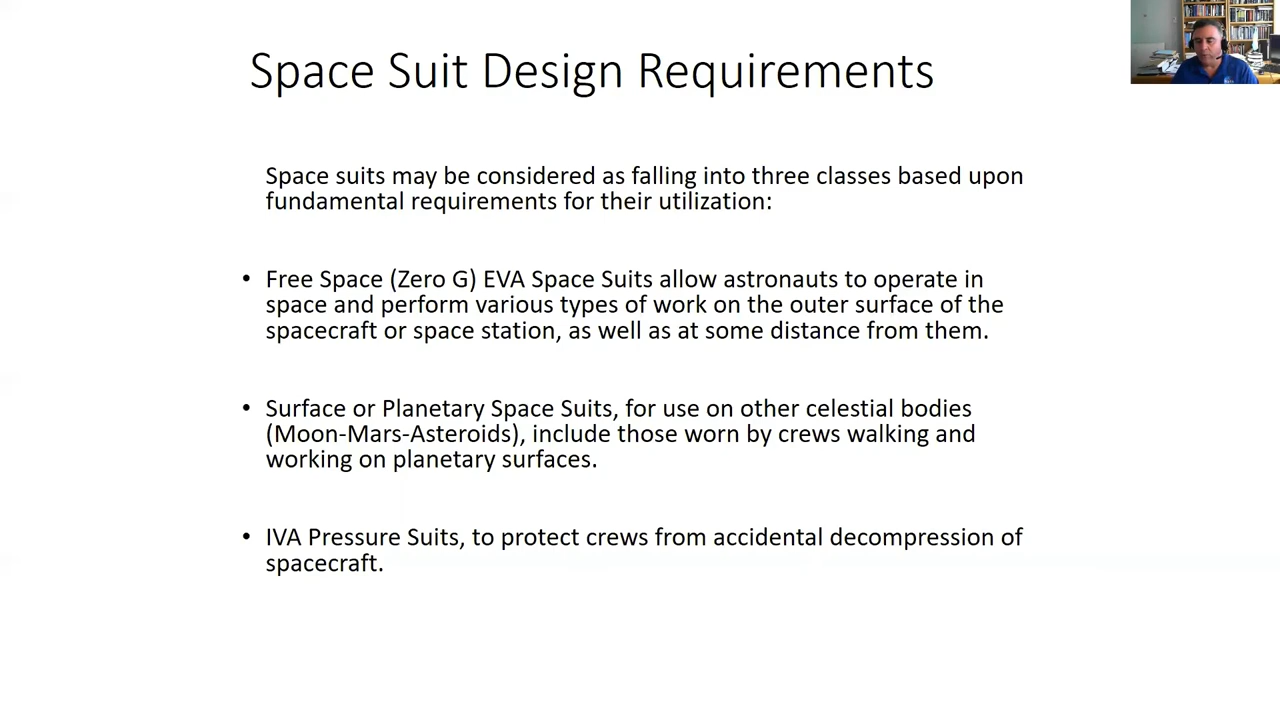 Space Suit Design Requirements
Space suits may be considered as falling into three classes based upon
fundamental requirements for their utilization:
• Free Space (Zero G) EVA Space Suits allow astronauts to operate in
space and perform various types of work on the outer surface of the
spacecraft or space station, as well as at some distance from them.
• Surface or Planetary Space Suits, for use on other celestial bodies
(Moon-Mars-Asteroids), include those worn by crews walking and
working on planetary surfaces.
• IVA Pressure Suits, to protect crews from accidental decompression of
spacecraft.